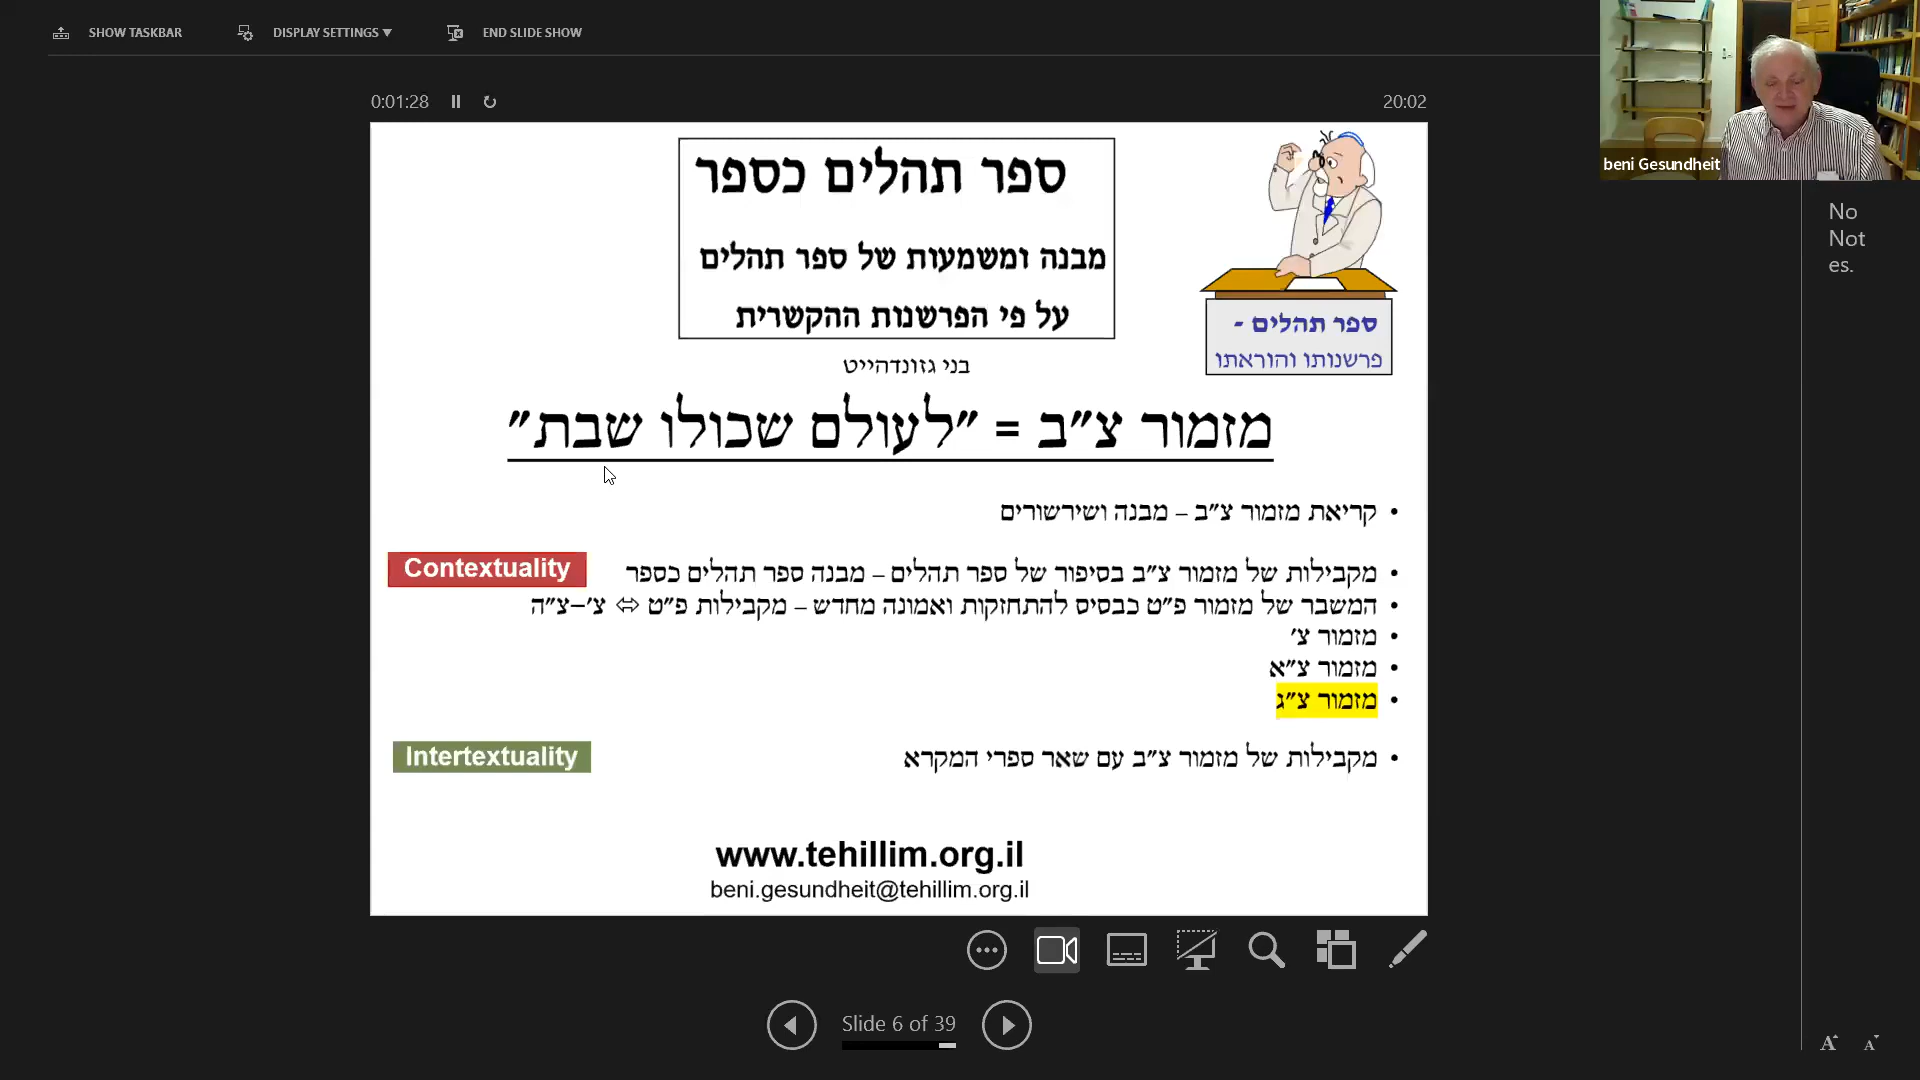 SHOW TASKBAR
DISPLAY SETTINGS ▼
END SLIDE SHOW
beni Gesundheit
0:01:28
20:02
No
Not
es.
ספר תהלים כספר
מבנה ומשמעות של ספר תהלים
על פי הפרשנות ההקשרית
ספר תהלים -
פרשנותו והוראתו
בני גזונדהייט
מזמור צ"ב = "לעולם שכולו שבת"
• קריאת מזמור צ"ב – מבנה ושירשורים
• מקבילות של מזמור צ"ב בסיפור של ספר תהלים – מבנה ספר תהלים כספר
Contextuality
• המשבר של מזמור פ"ט כבסיס להתחזקות ואמונה מחדש – מקבילות פ"ט ⇔ צ'–צ"ה
• מזמור צ'
• מזמור צ"א
• מזמור צ"ג
• מקבילות של מזמור צ"ב עם שאר ספרי המקרא
Intertextuality
www.tehillim.org.il
beni.gesundheit@tehillim.org.il
Slide 6 of 39
A A